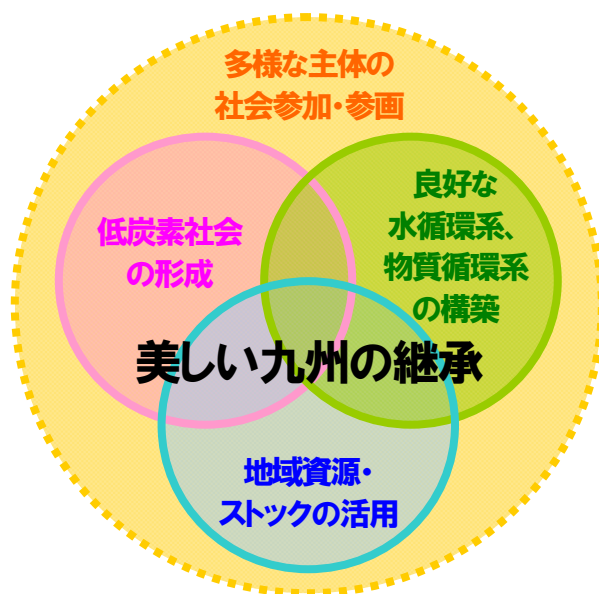 多様な主体の
社会参加・参画
低炭素社会
の形成
良好な
水循環系、
物質循環系
の構築
美しい九州の継承
地域資源・
ストックの活用